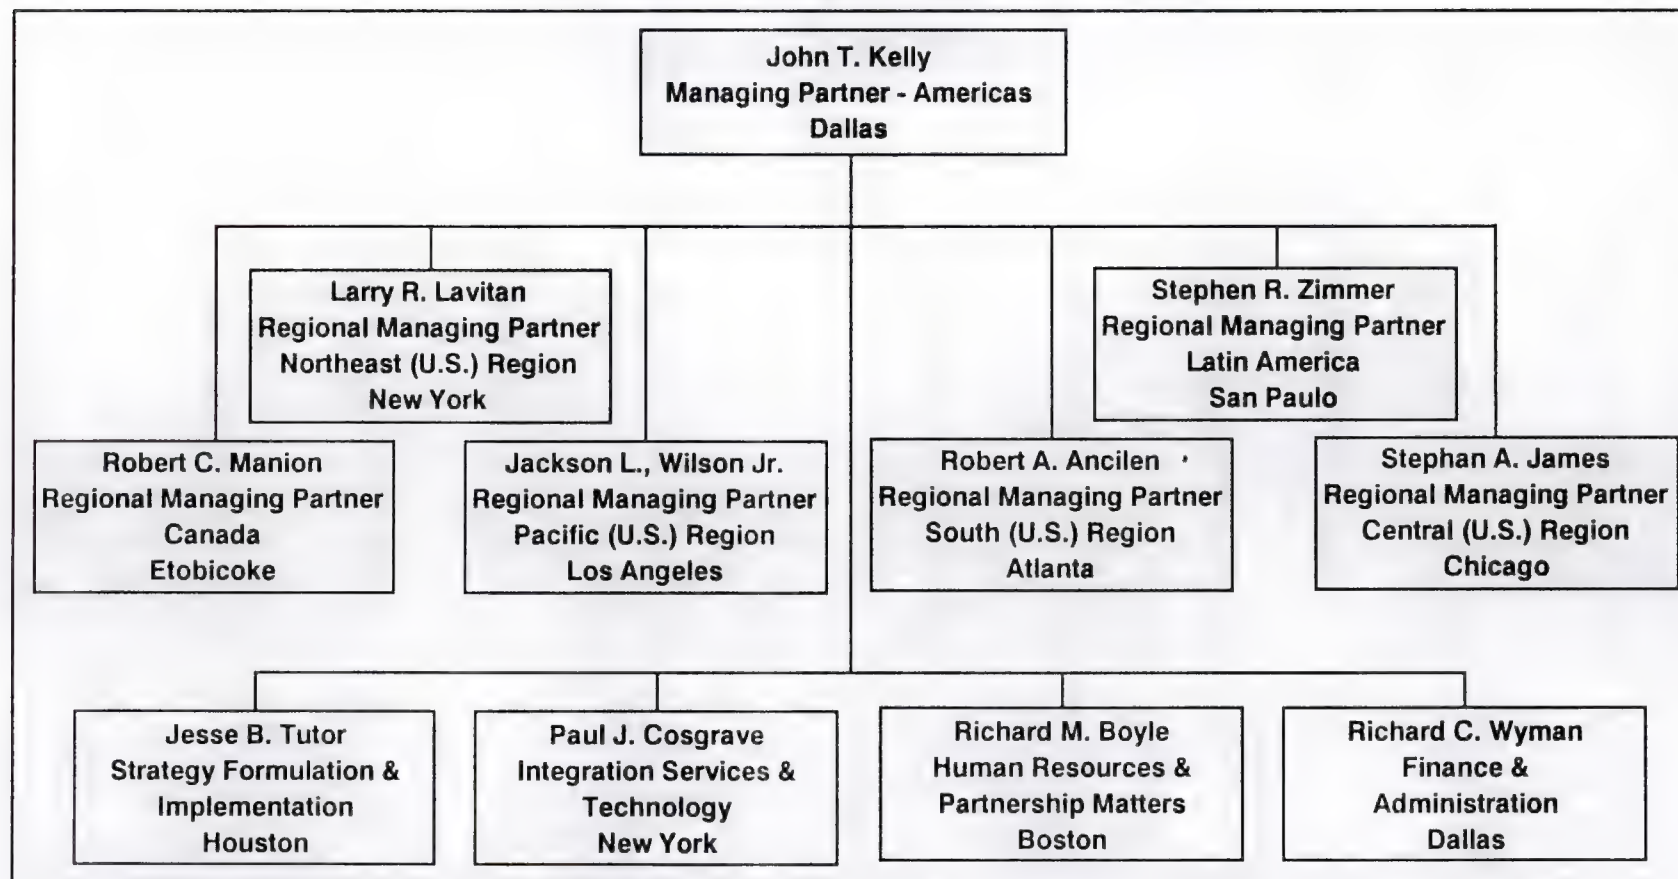 John T. Kelly
Managing Partner - Americas
Dallas
Larry R. Lavitan
Regional Managing Partner
Northeast (U.S.) Region
New York
Stephen R. Zimmer
Regional Managing Partner
Latin America
San Paulo
Robert C. Manion
Regional Managing Partner
Canada
Etobicoke
Jackson L., Wilson Jr.
Regional Managing Partner
Pacific (U.S.) Region
Los Angeles
Robert A. Ancilen
Regional Managing Partner
South (U.S.) Region
Atlanta
Stephan A. James
Regional Managing Partner
Central (U.S.) Region
Chicago
Jesse B. Tutor
Strategy Formulation &
Implementation
Houston
Paul J. Cosgrave
Integration Services &
Technology
New York
Richard M. Boyle
Human Resources &
Partnership Matters
Boston
Richard C. Wyman
Finance &
Administration
Dallas